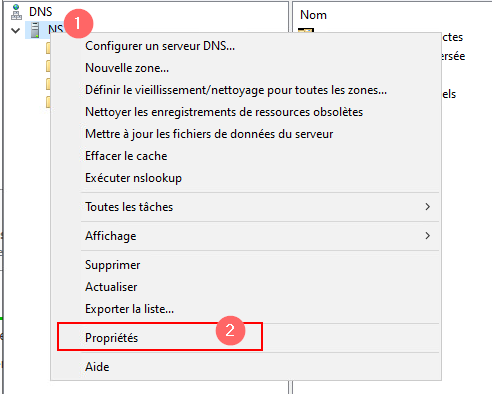 DNS
Nom
1
NS
Configurer un serveur DNS...
Nouvelle zone...
Définir le vieillissement/nettoyage pour toutes les zones...
Nettoyer les enregistrements de ressources obsolètes
Mettre à jour les fichiers de données du serveur
Effacer le cache
Exécuter nslookup
Toutes les tâches
Affichage
Supprimer
Actualiser
Exporter la liste...
Propriétés
2
Aide
ctes
ersée
els